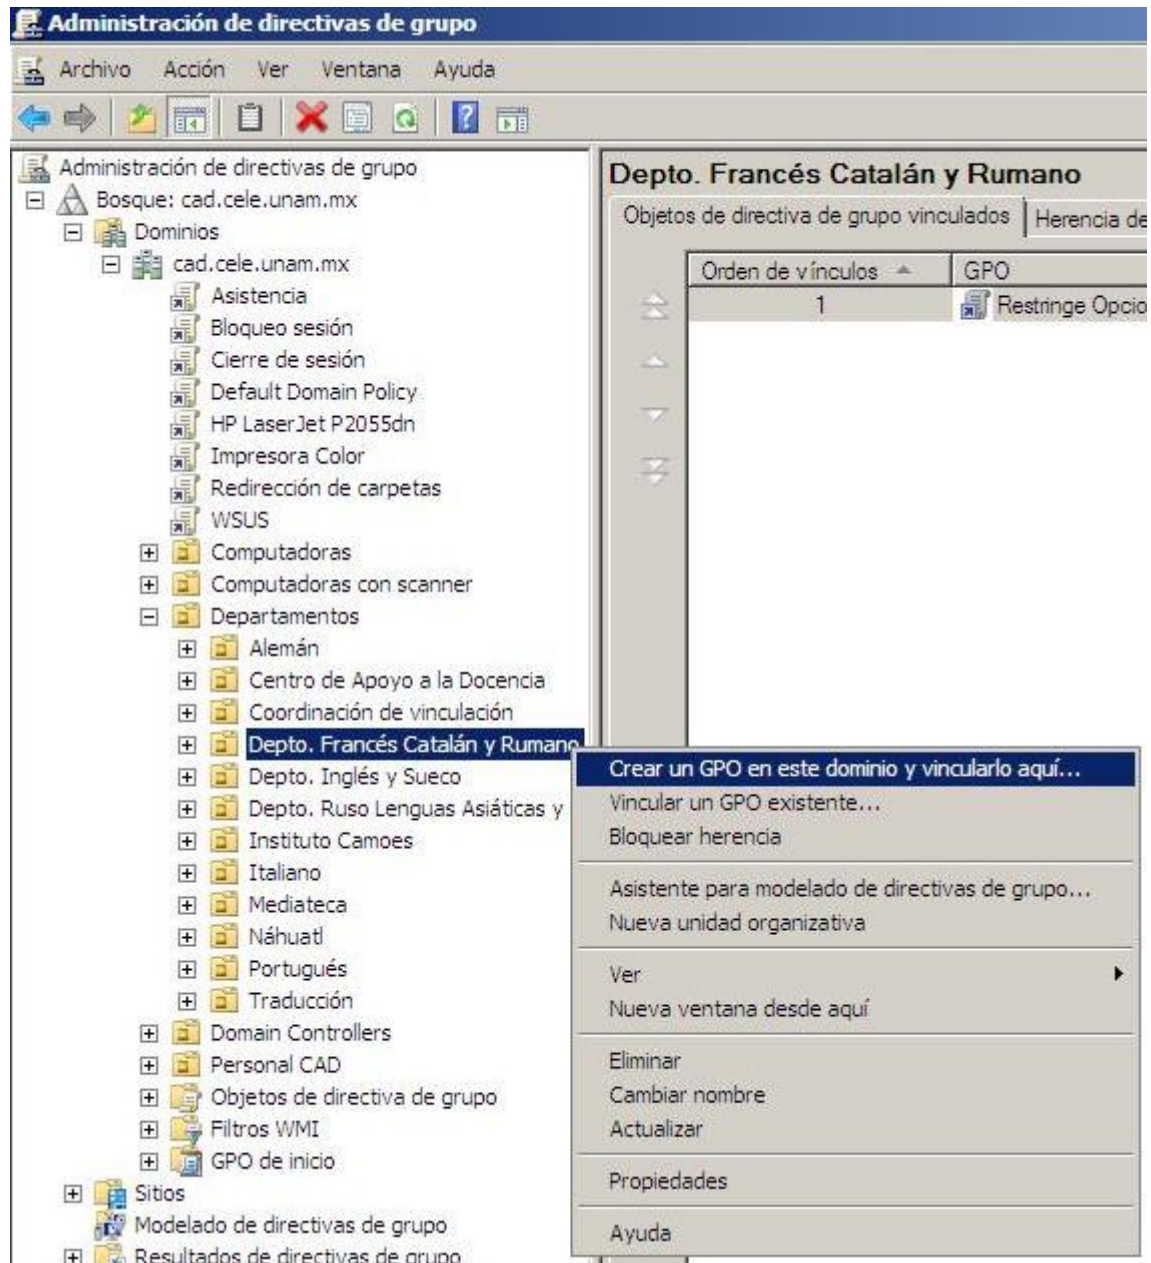 Administración de directivas de grupo
Archivo Acción Ver Ventana Ayuda
Administración de directivas de grupo
Bosque: cad.cele.unam.mx
Dominios
cad.cele.unam.mx
Asistencia
Bloqueo sesión
Cierre de sesión
Default Domain Policy
HP LaserJet P2055dn
Impresora Color
Redirección de carpetas
WSUS
Computadoras
Computadoras con scanner
Departamentos
Alemán
Centro de Apoyo a la Docencia
Coordinación de vinculación
Depto. Francés Catalán y Rumano
Depto. Inglés y Sueco
Depto. Ruso Lenguas Asiáticas y
Instituto Camoes
Italiano
Mediateca
Náhuatl
Portugués
Traducción
Domain Controllers
Personal CAD
Objetos de directiva de grupo
Filtros WMI
GPO de inicio
Sitios
Modelado de directivas de grupo
Resultados de directivas de grupo
Depto. Francés Catalán y Rumano
Objetos de directiva de grupo vinculados Herencia de
Orden de vínculos GPO
1 Restringe Opcio
Crear un GPO en este dominio y vincularlo aquí...
Vincular un GPO existente...
Bloquear herencia
Asistente para modelado de directivas de grupo...
Nueva unidad organizativa
Ver
Nueva ventana desde aquí
Eliminar
Cambiar nombre
Actualizar
Propiedades
Ayuda